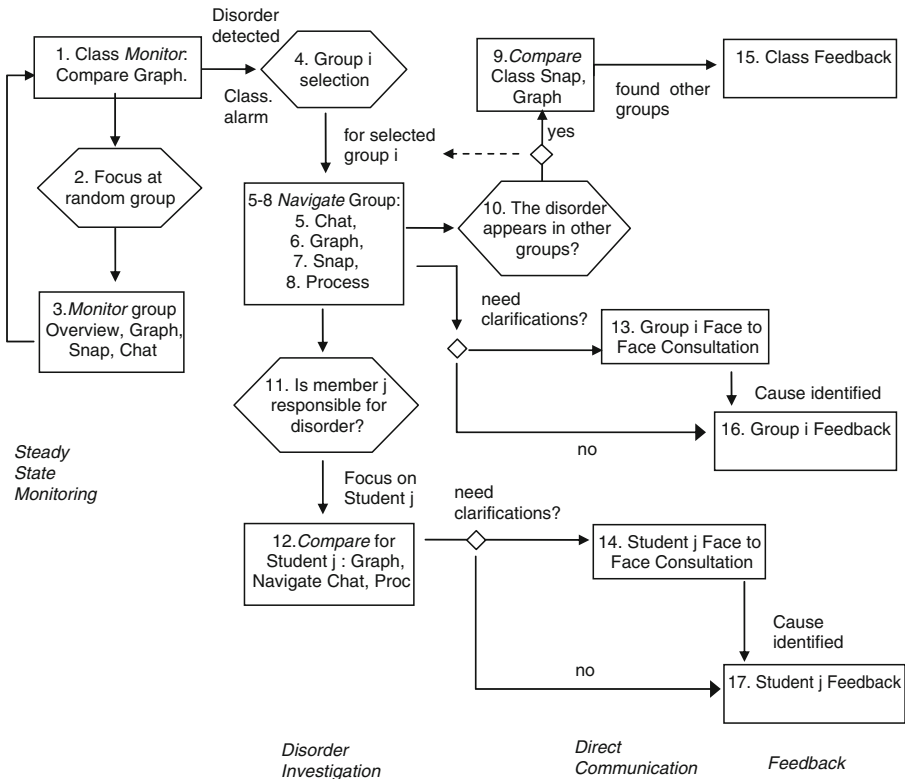 Disorder
detected
1. Class Monitor:
Compare Graph.
4. Group i
selection
Class.
alarm
9.Compare
Class Snap,
Graph
15. Class Feedback
found other
groups
yes
for selected
group i
2. Focus at
random group
5-8 Navigate Group:
5. Chat,
6. Graph,
7. Snap,
8. Process
10. The disorder
appears in other
groups?
3.Monitor group
Overview, Graph,
Snap, Chat
need
clarifications?
13. Group i Face to
Face Consultation
11. Is member j
responsible for
disorder?
Cause identified
16. Group i Feedback
no
Steady
State
Monitoring
Focus on
Student j
need
clarifications?
12.Compare for
Student j : Graph,
Navigate Chat, Proc
14. Student j Face to
Face Consultation
Cause
identified
no
17. Student j Feedback
Disorder
Investigation
Direct
Communication
Feedback